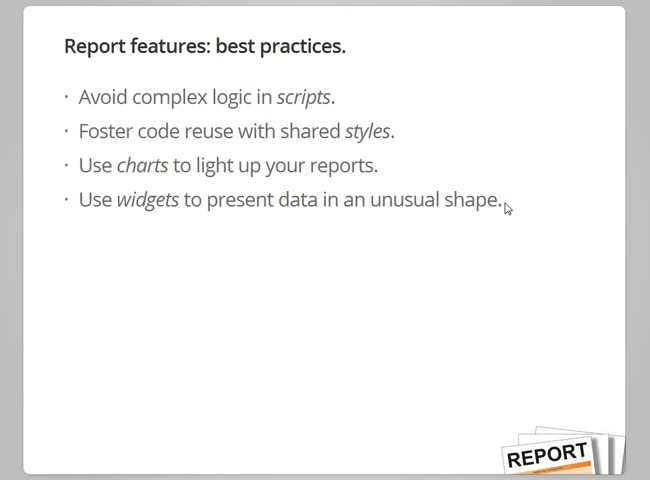 Report features: best practices.
· Avoid complex logic in scripts.
· Foster code reuse with shared styles.
· Use charts to light up your reports.
· Use widgets to present data in an unusual shape.
REPORT